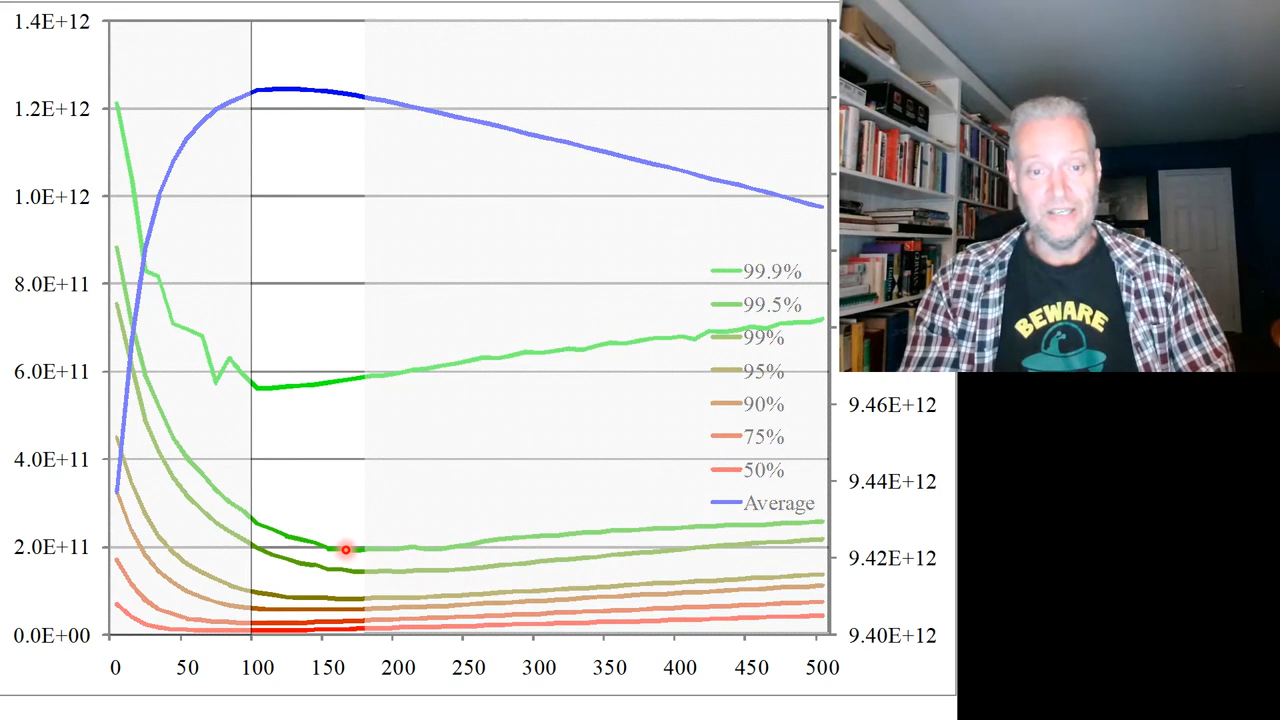 1.4E+12
1.2E+12
1.0E+12
8.0E+11
6.0E+11
4.0E+11
2.0E+11
0.0E+00
0 50 100 150 200 250 300 350 400 450 500
99.9%
99.5%
99%
95%
90%
75%
50%
Average
9.46E+12
9.44E+12
9.42E+12
9.40E+12
BEWARE
GERMAN